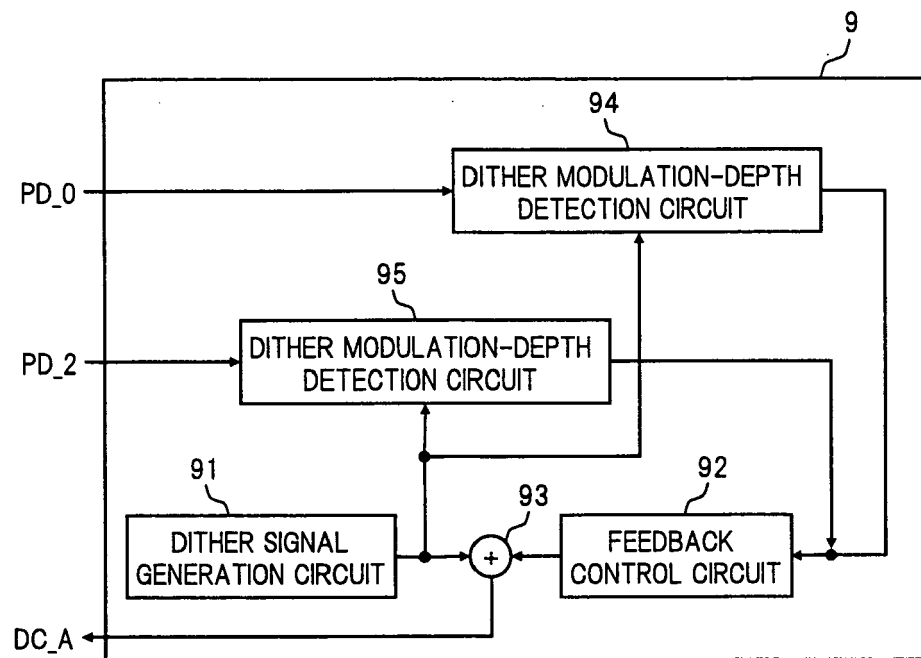 9
94
PD_0
DITHER MODULATION-DEPTH
DETECTION CIRCUIT
95
PD_2
DITHER MODULATION-DEPTH
DETECTION CIRCUIT
91
DITHER SIGNAL
GENERATION CIRCUIT
93
+
92
FEEDBACK
CONTROL CIRCUIT
DC_A